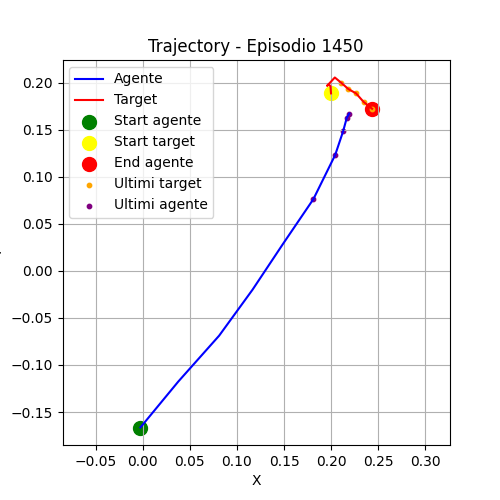 Trajectory - Episodio 1450
Agente
Target
Start agente
Start target
End agente
Ultimi target
Ultimi agente
0.20
0.15
0.10
0.05
0.00
−0.05
−0.10
−0.15
−0.05
0.00
0.05
0.10
0.15
0.20
0.25
0.30
X